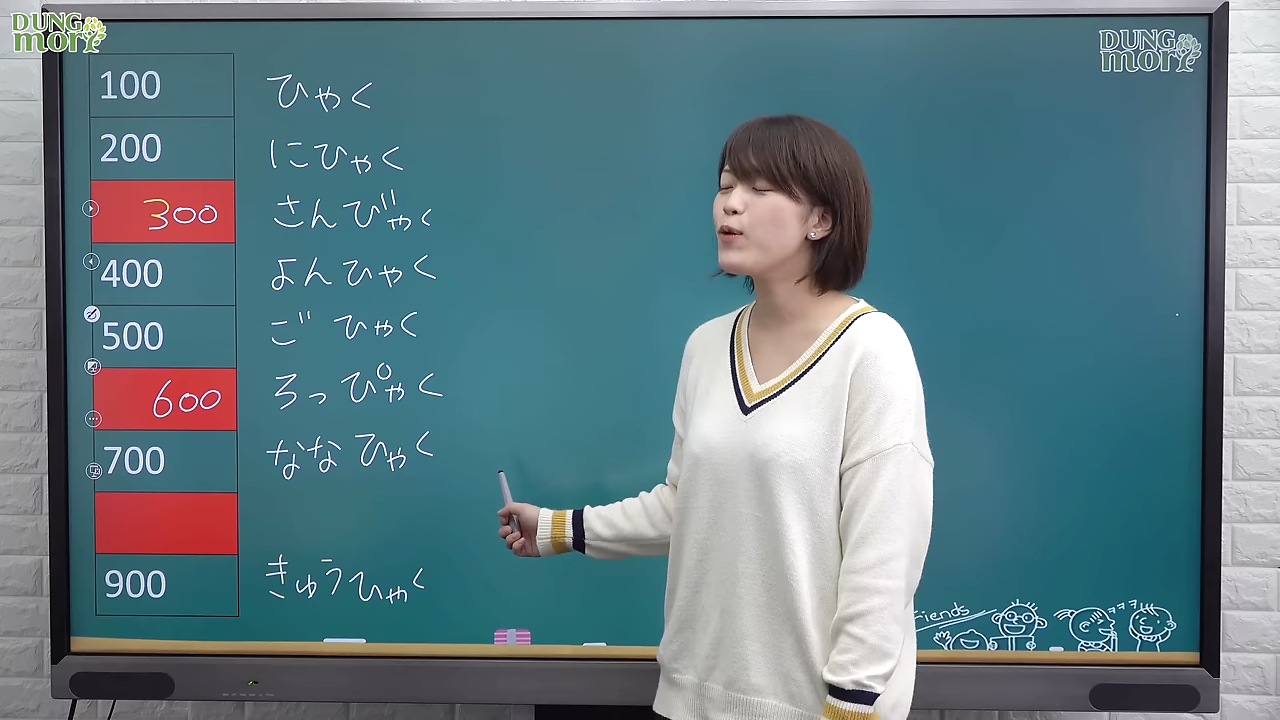 DUNG
mori
DUNG
mori
100 ひゃく
200 にひゃく
300 さんびゃく
400 よんひゃく
500 ごひゃく
600 ろっぴゃく
700 ななひゃく
900 きゅうひゃく
riends